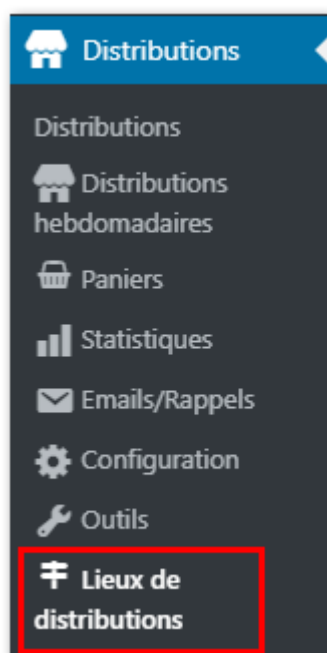 Distributions
Distributions
Distributions
hebdomadaires
Paniers
Statistiques
Emails/Rappels
Configuration
Outils
Lieux de
distributions